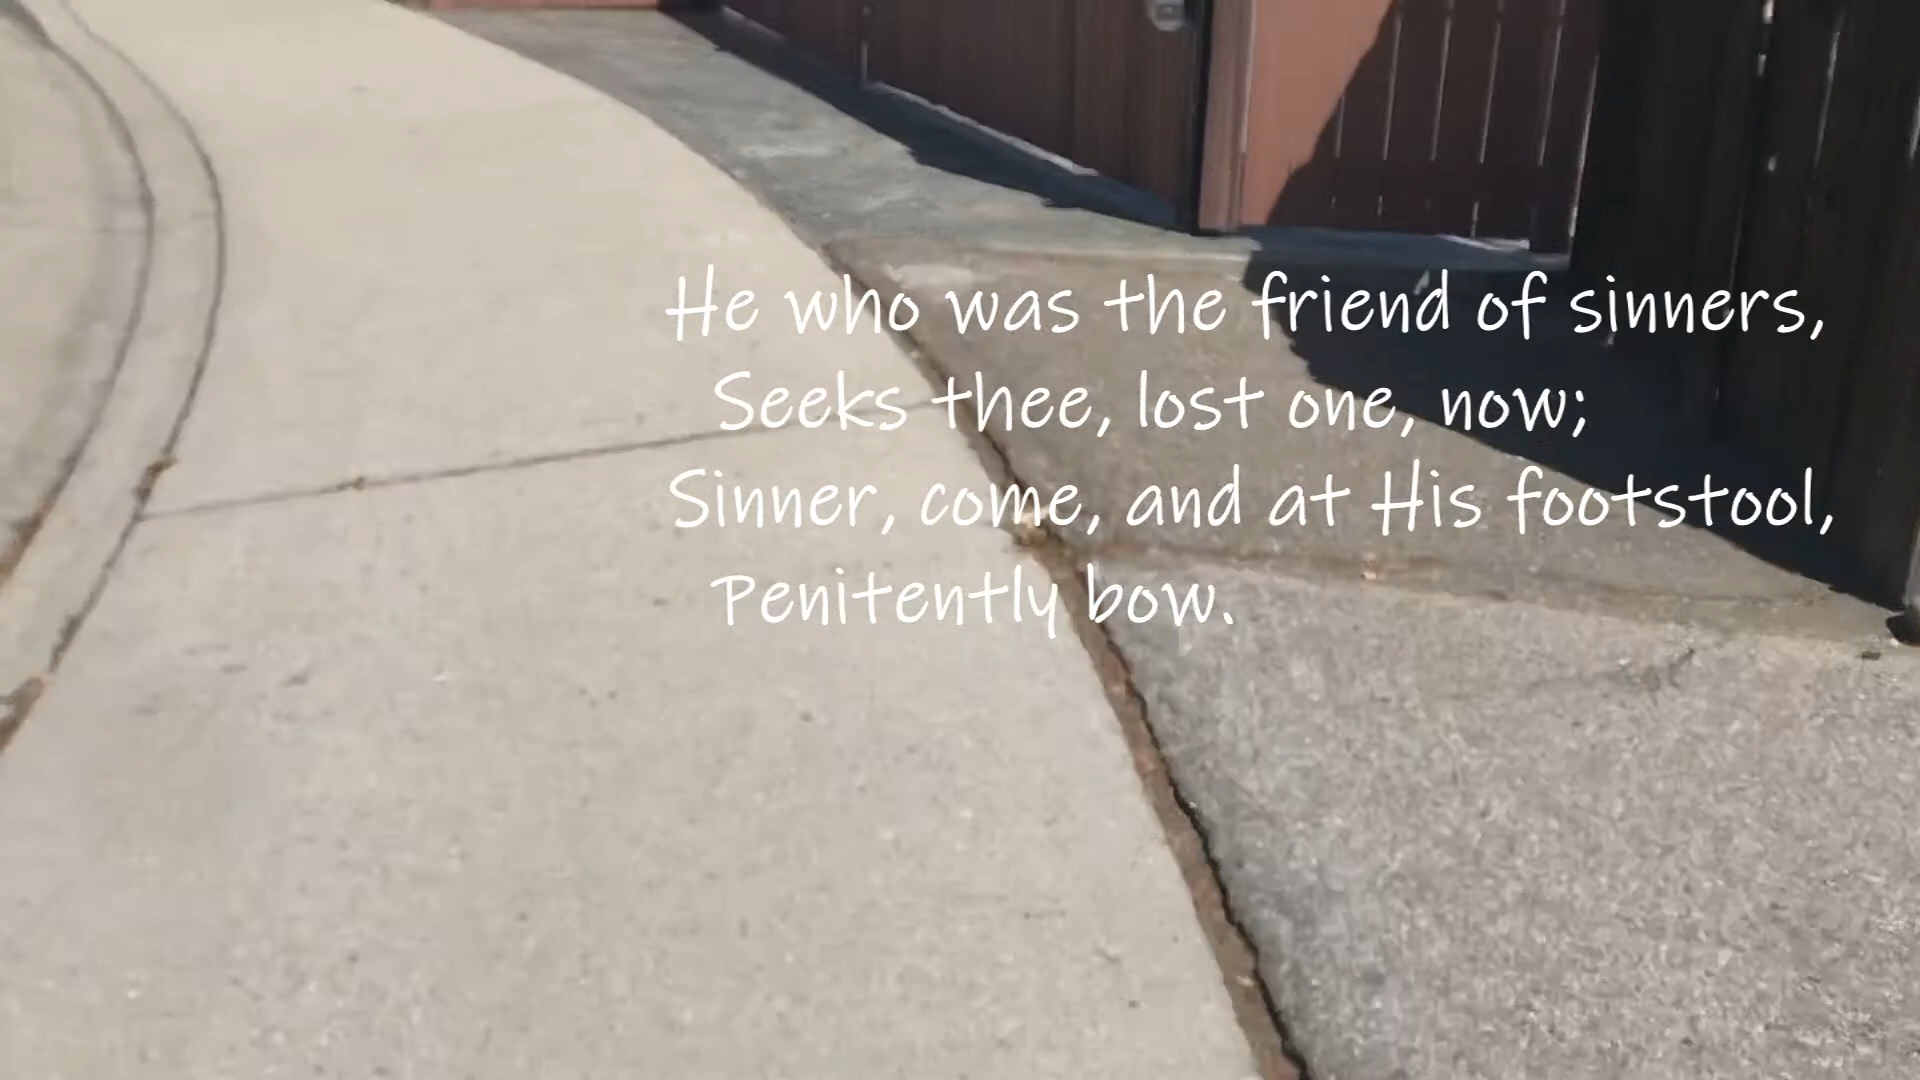 He who was the friend of sinners,
Seeks thee, lost one, now;
Sinner, come, and at His footstool,
Penitently bow.